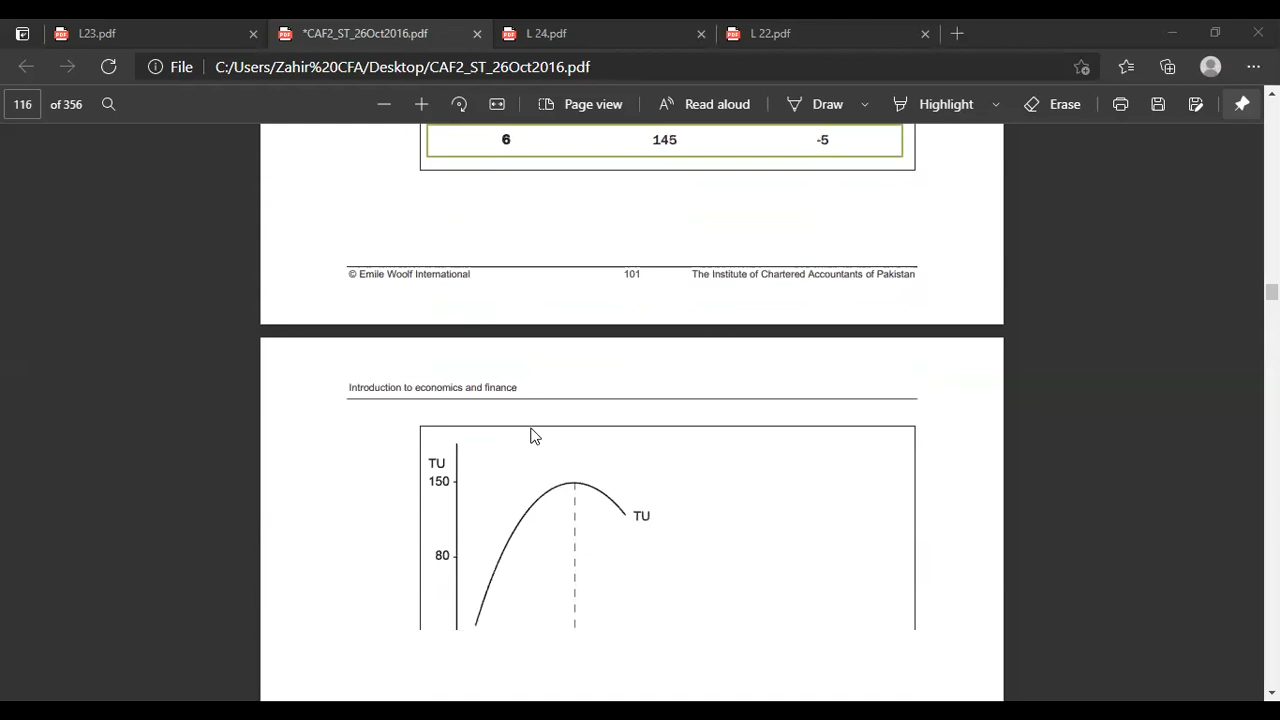 L23.pdf
*CAF2_ST_26Oct2016.pdf
L 24.pdf
L 22.pdf
File C:/Users/Zahir%20CFA/Desktop/CAF2_ST_26Oct2016.pdf
116 of 356 Page view Read aloud Draw Highlight Erase
6 145 -5
© Emile Woolf International 101 The Institute of Chartered Accountants of Pakistan
Introduction to economics and finance
TU
150
TU
80